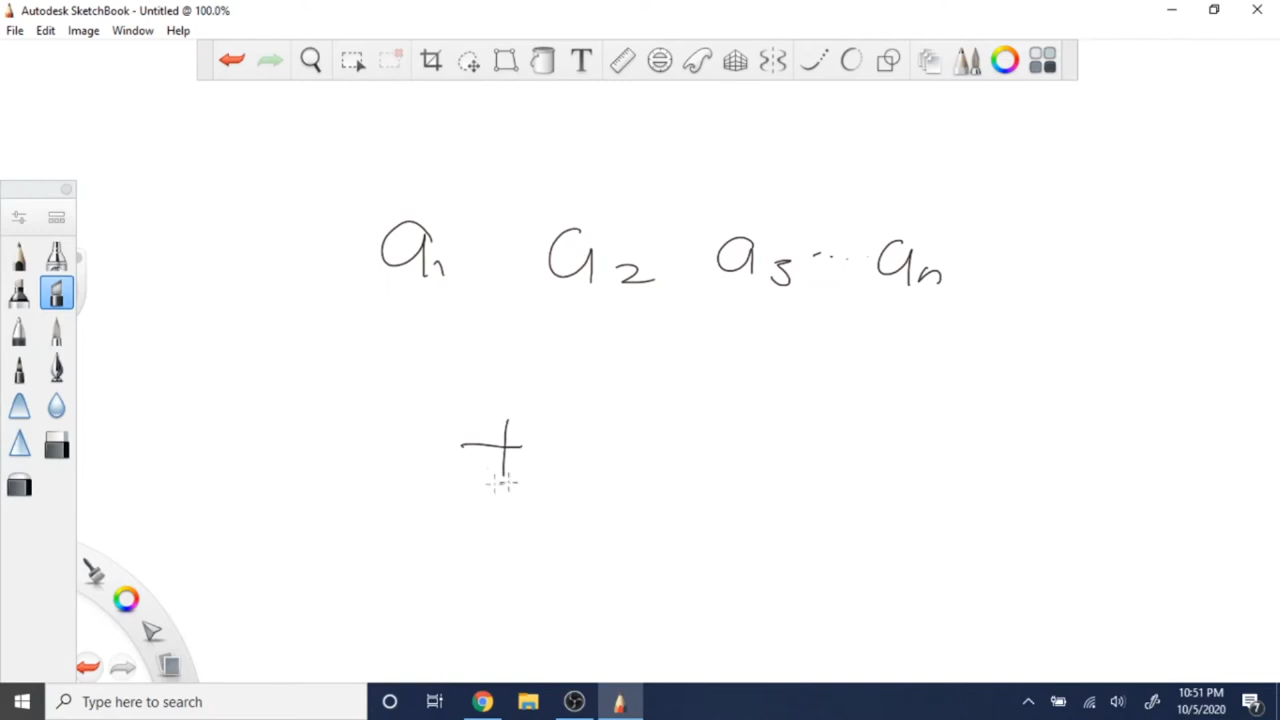 Autodesk SketchBook - Untitled @ 100.0%
File Edit Image Window Help
a₁ a₂ a₃ ... aₙ
+
Type here to search
10:51 PM
10/5/2020
7